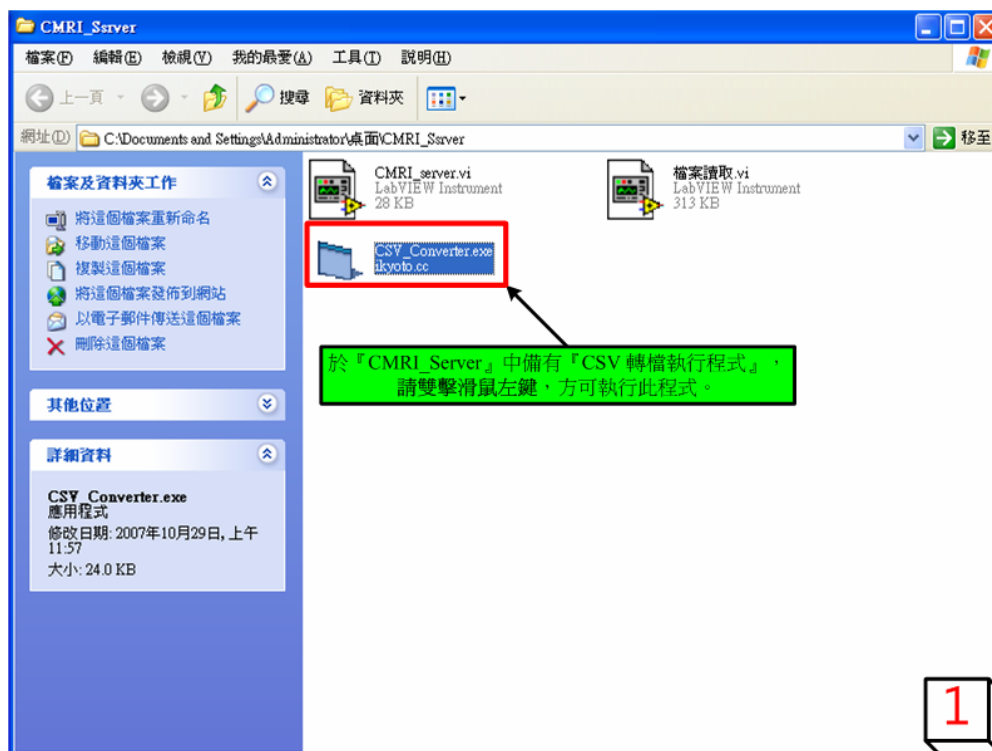 CMRI_Ssrver
檔案(F) 編輯(E) 檢視(V) 我的最愛(A) 工具(T) 說明(H)
上一頁 搜尋 資料夾
網址(D) C:\Documents and Settings\Administrator\桌面\CMRI_Ssrver 移至
檔案及資料夾工作
將這個檔案重新命名
移動這個檔案
複製這個檔案
將這個檔案發佈到網站
以電子郵件傳送這個檔案
刪除這個檔案
其他位置
詳細資料
CSV_Converter.exe
應用程式
修改日期: 2007年10月29日, 上午
11:57
大小: 24.0 KB
CMRI_server.vi
LabVIEW Instrument
28 KB
檔案讀取.vi
LabVIEW Instrument
313 KB
CSV_Converter.exe
ikyoto.cc
於『CMRI_Server』中備有『CSV 轉檔執行程式』，
請雙擊滑鼠左鍵，方可執行此程式。
1